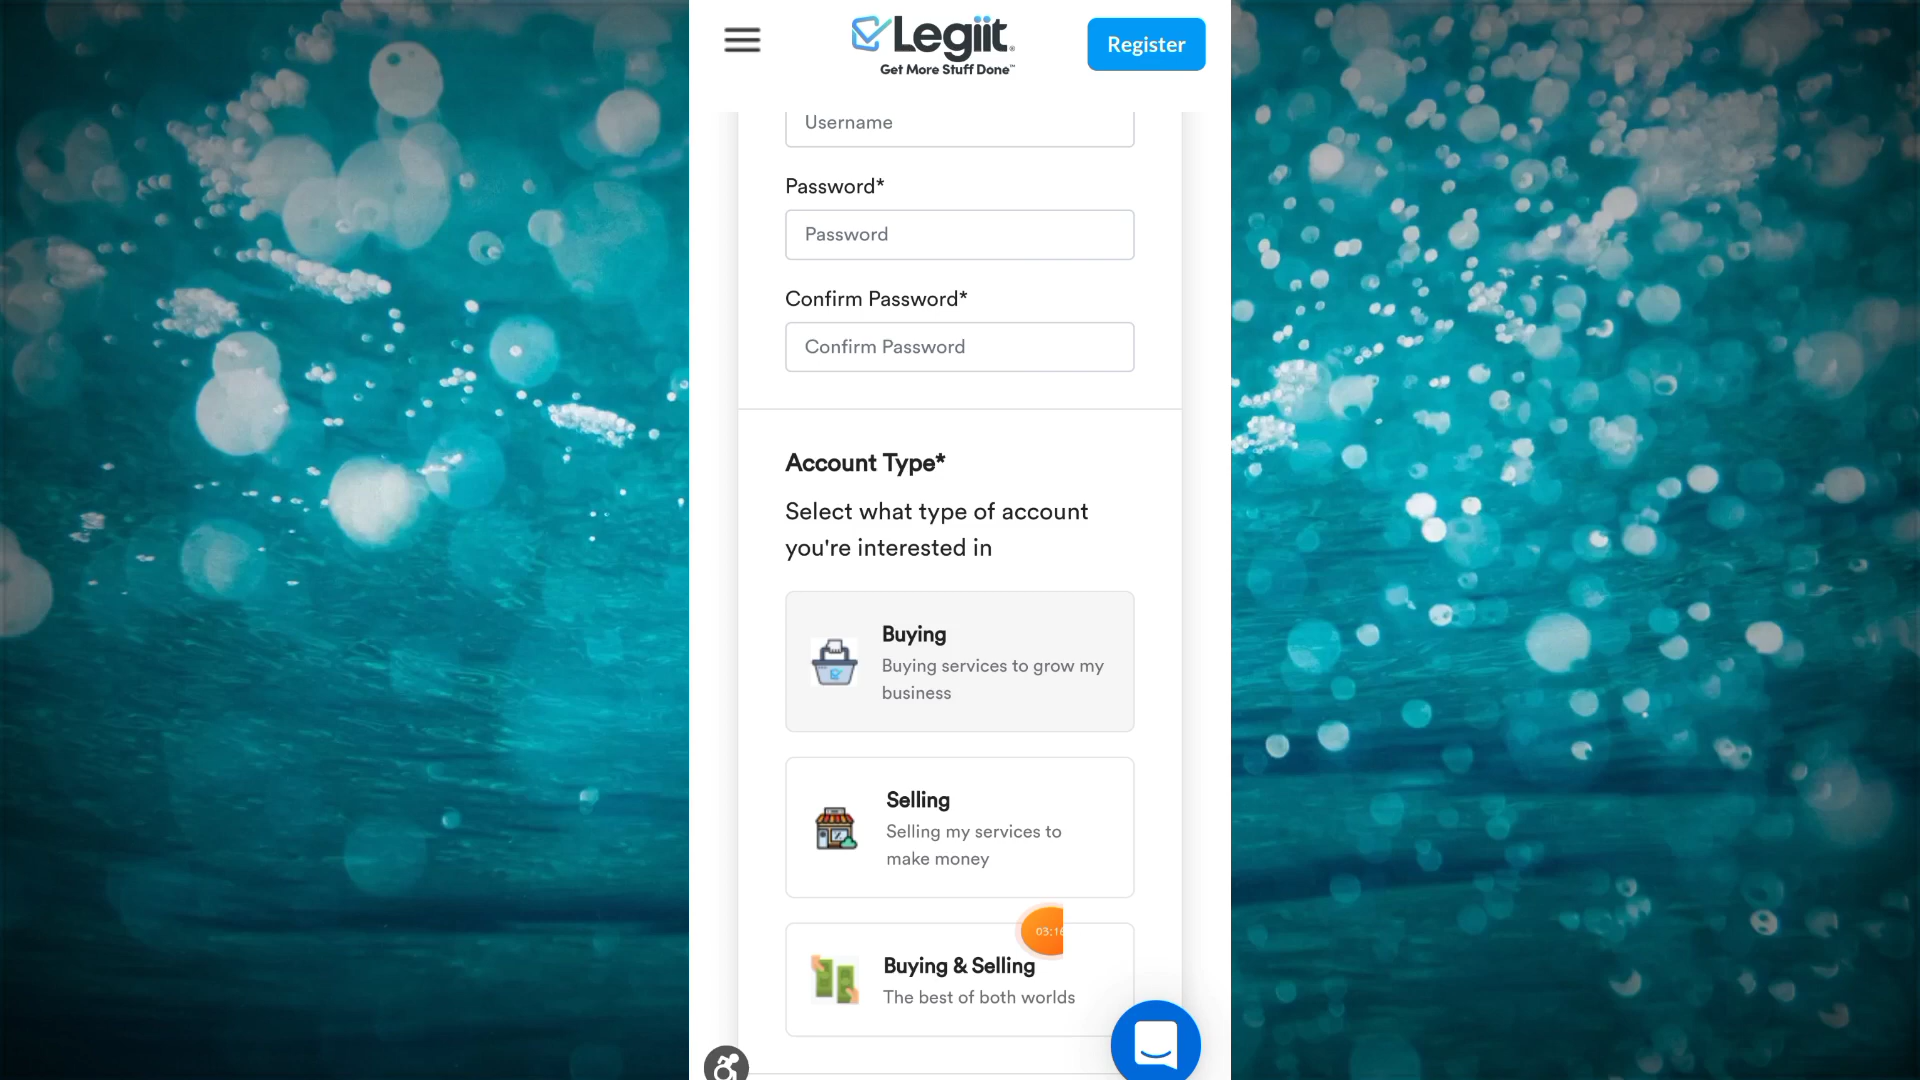 Legiit
Register
Get More Stuff Done™
Username
Password*
Password
Confirm Password*
Confirm Password
Account Type*
Select what type of account
you're interested in
Buying
Buying services to grow my
business
Selling
Selling my services to
make money
Buying & Selling
The best of both worlds